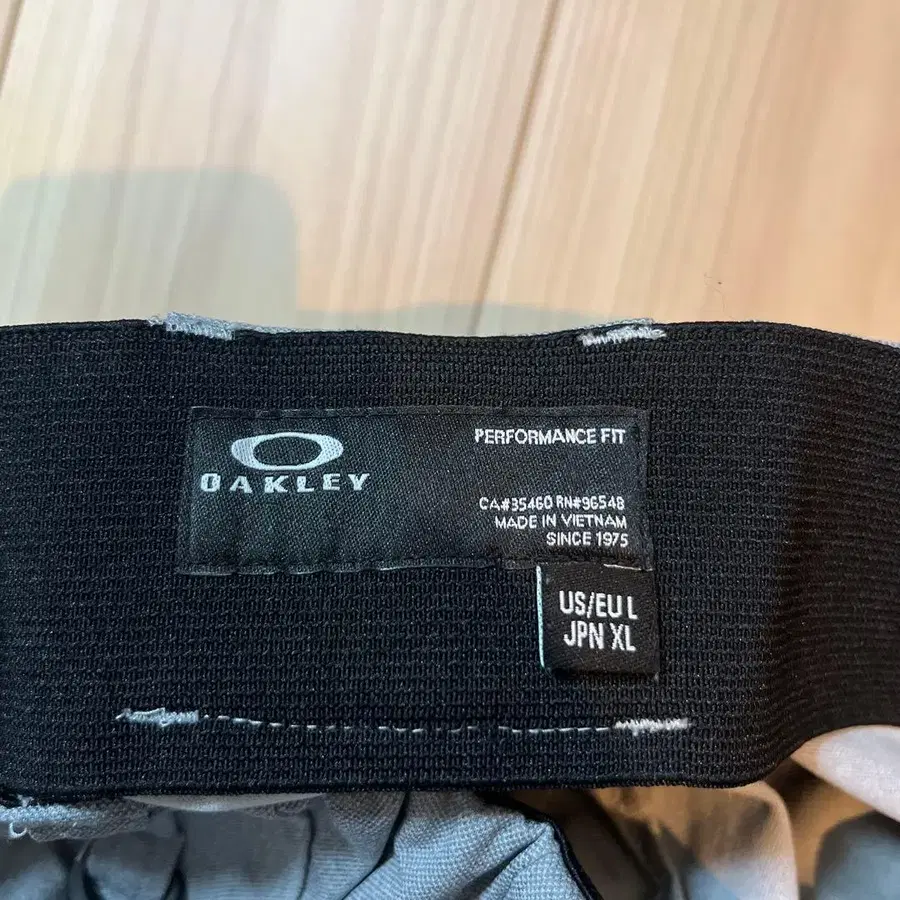 OAKLEY
PERFORMANCE FIT
CA#35460 RN#96548
MADE IN VIETNAM
SINCE 1975
US/EU L
JPN XL